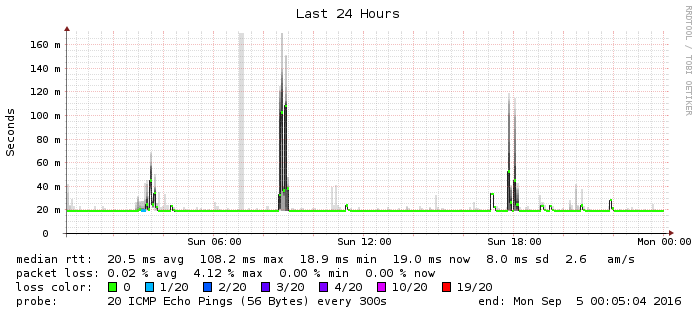 Last 24 Hours
RRDTOOL / TOBI OETIKER
Seconds
160 m
140 m
120 m
100 m
80 m
60 m
40 m
20 m
0
Sun 06:00 Sun 12:00 Sun 18:00 Mon 00:00
median rtt: 20.5 ms avg 108.2 ms max 18.9 ms min 19.0 ms now 8.0 ms sd 2.6 am/s
packet loss: 0.02 % avg 4.12 % max 0.00 % min 0.00 % now
loss color: 0 1/20 2/20 3/20 4/20 10/20 19/20
probe: 20 ICMP Echo Pings (56 Bytes) every 300s end: Mon Sep 5 00:05:04 2016